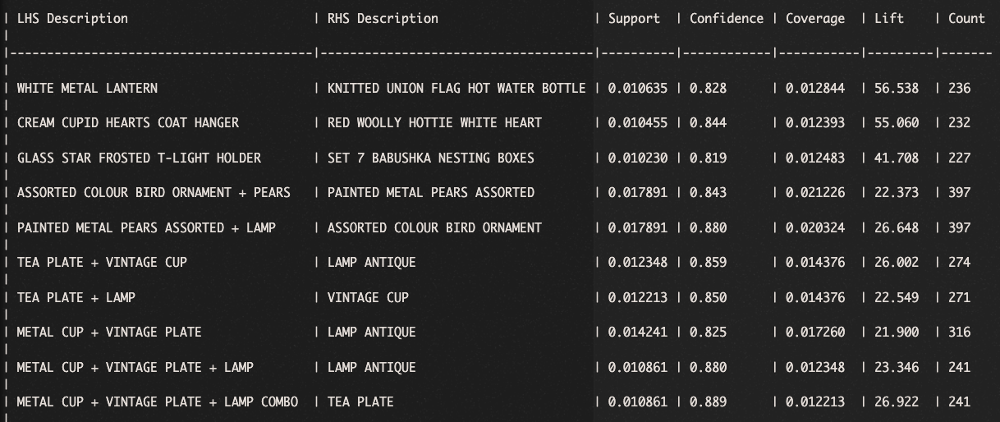 | LHS Description | RHS Description | Support | Confidence | Coverage | Lift | Count
|
|-----------------------------------------|-------------------------------------|----------|------------|-----------|---------|-------
|
| WHITE METAL LANTERN | KNITTED UNION FLAG HOT WATER BOTTLE | 0.010635 | 0.828 | 0.012844 | 56.538 | 236
|
| CREAM CUPID HEARTS COAT HANGER | RED WOOLLY HOTTIE WHITE HEART | 0.010455 | 0.844 | 0.012393 | 55.060 | 232
|
| GLASS STAR FROSTED T-LIGHT HOLDER | SET 7 BABUSHKA NESTING BOXES | 0.010230 | 0.819 | 0.012483 | 41.708 | 227
|
| ASSORTED COLOUR BIRD ORNAMENT + PEARS | PAINTED METAL PEARS ASSORTED | 0.017891 | 0.843 | 0.021226 | 22.373 | 397
|
| PAINTED METAL PEARS ASSORTED + LAMP | ASSORTED COLOUR BIRD ORNAMENT | 0.017891 | 0.880 | 0.020324 | 26.648 | 397
|
| TEA PLATE + VINTAGE CUP | LAMP ANTIQUE | 0.012348 | 0.859 | 0.014376 | 26.002 | 274
|
| TEA PLATE + LAMP | VINTAGE CUP | 0.012213 | 0.850 | 0.014376 | 22.549 | 271
|
| METAL CUP + VINTAGE PLATE | LAMP ANTIQUE | 0.014241 | 0.825 | 0.017260 | 21.900 | 316
|
| METAL CUP + VINTAGE PLATE + LAMP | LAMP ANTIQUE | 0.010861 | 0.880 | 0.012348 | 23.346 | 241
|
| METAL CUP + VINTAGE PLATE + LAMP COMBO | TEA PLATE | 0.010861 | 0.889 | 0.012213 | 26.922 | 241
|